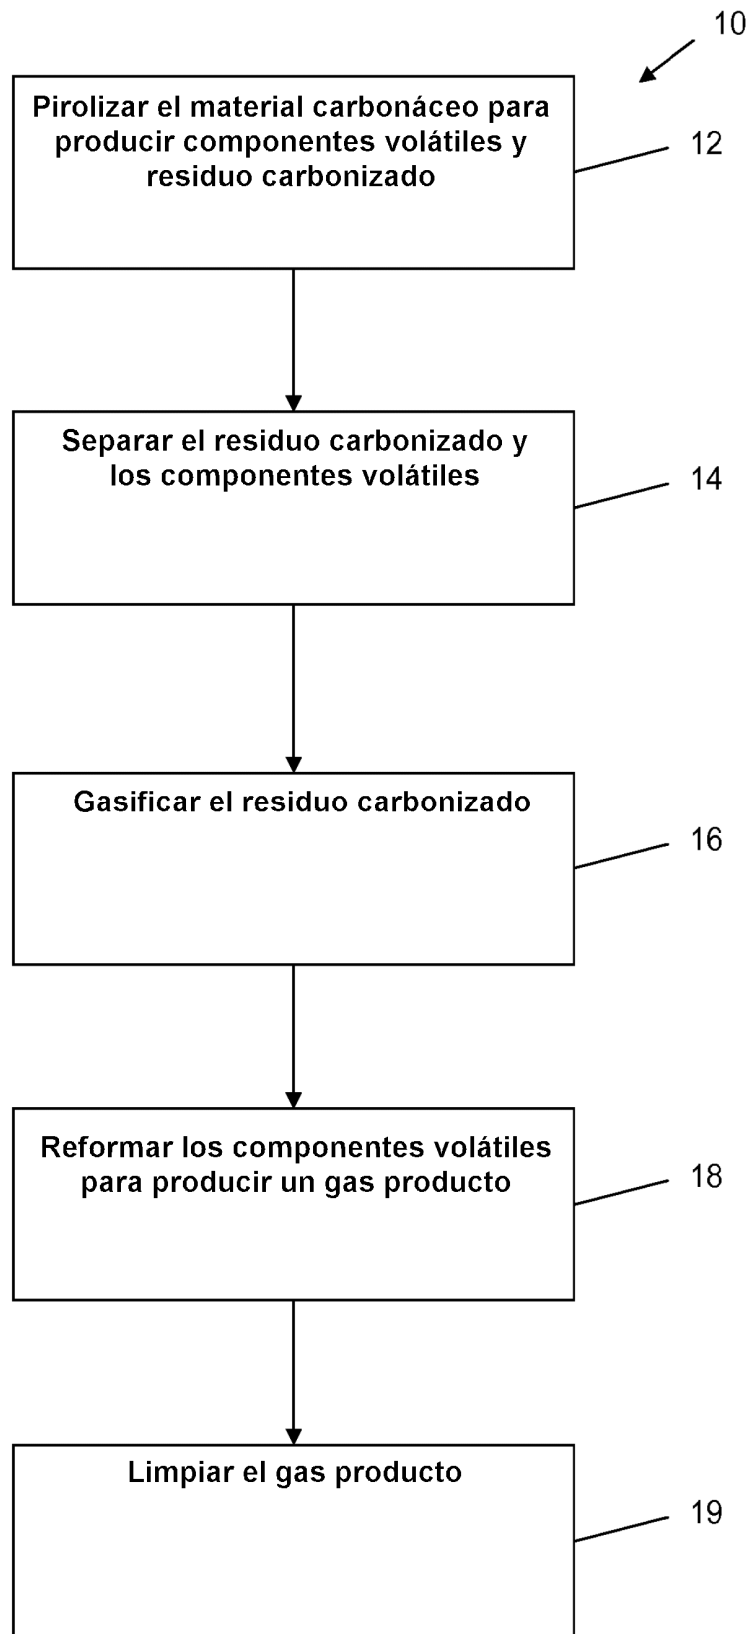 10
Pirolizar el material carbonáceo para
producir componentes volátiles y
residuo carbonizado
12
Separar el residuo carbonizado y
los componentes volátiles
14
Gasificar el residuo carbonizado
16
Reformar los componentes volátiles
para producir un gas producto
18
Limpiar el gas producto
19